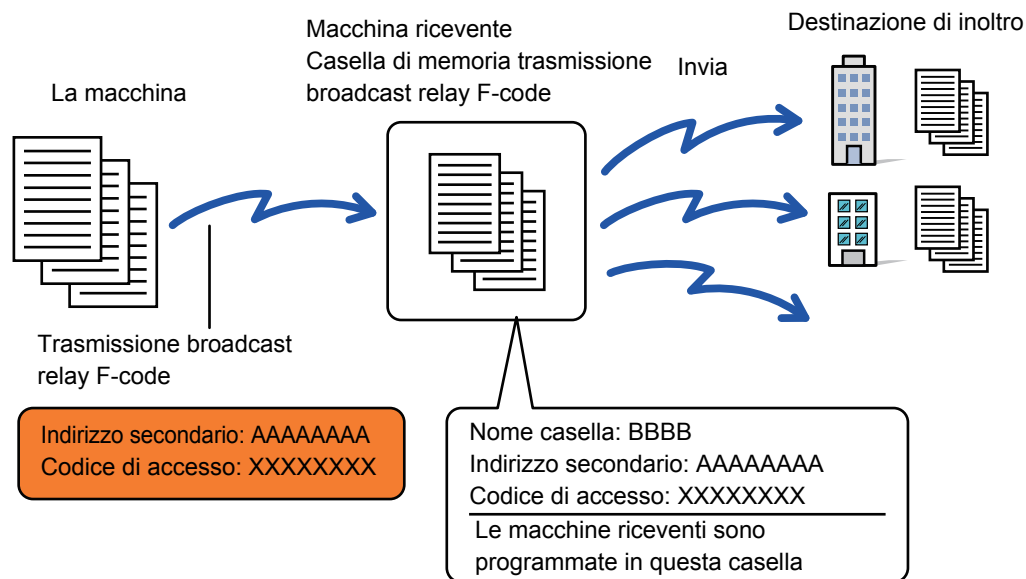 La macchina
Macchina ricevente
Casella di memoria trasmissione
broadcast relay F-code
Invia
Destinazione di inoltro
Trasmissione broadcast
relay F-code
Indirizzo secondario: AAAAAAAA
Codice di accesso: XXXXXXXX
Nome casella: BBBB
Indirizzo secondario: AAAAAAAA
Codice di accesso: XXXXXXXX
Le macchine riceventi sono
programmate in questa casella